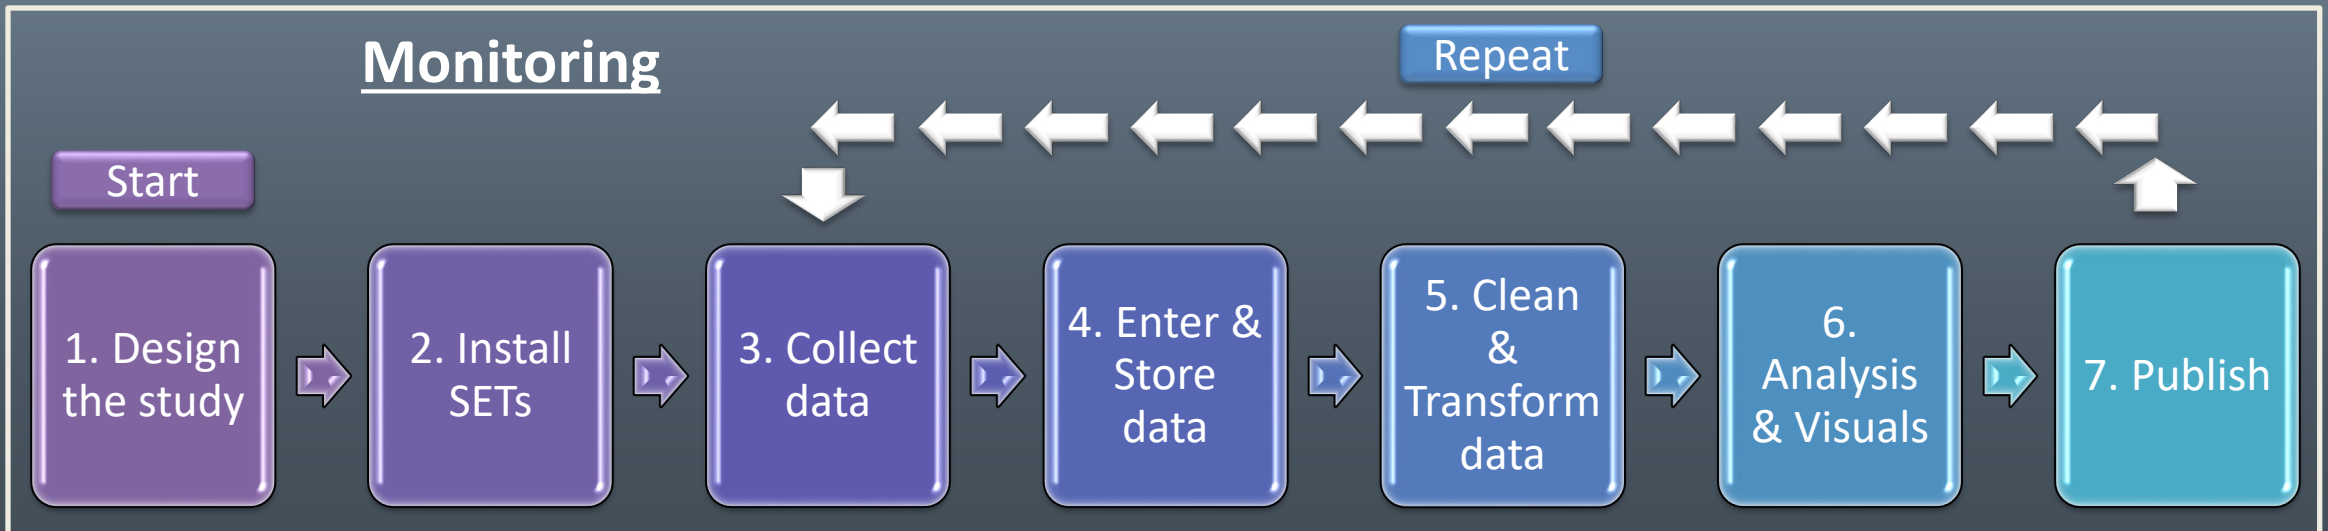 Monitoring
Repeat
Start
1. Design
the study
2. Install
SETs
3. Collect
data
4. Enter &
Store
data
5. Clean
&
Transform
data
6.
Analysis
& Visuals
7. Publish